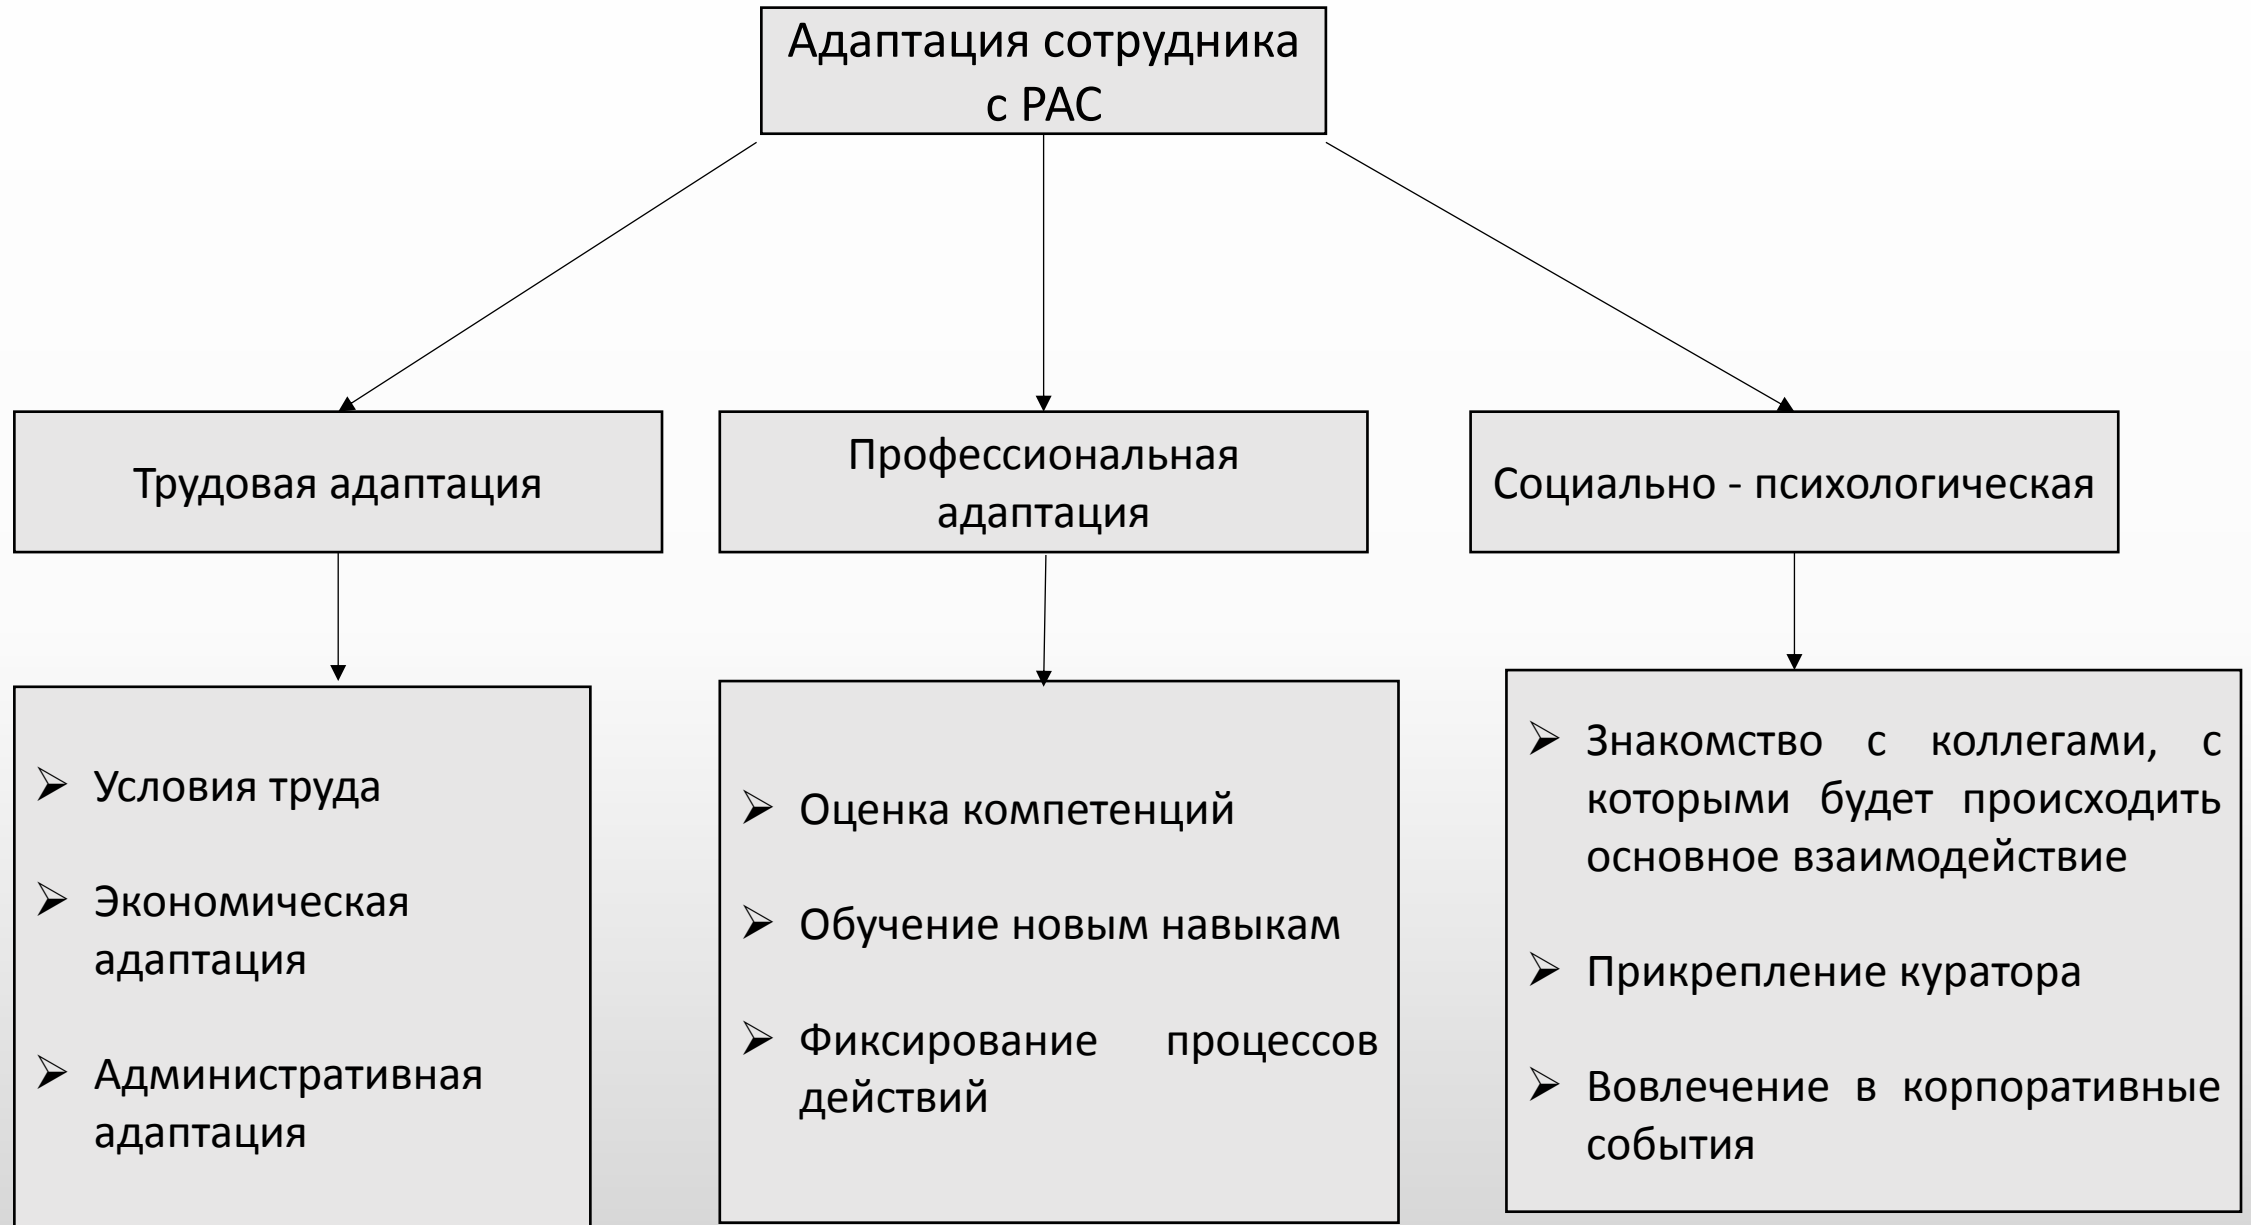 Адаптация сотрудника
с РАС
Трудовая адаптация
Профессиональная
адаптация
Социально - психологическая
Условия труда
Экономическая
адаптация
Административная
адаптация
Оценка компетенций
Обучение новым навыкам
Фиксирование процессов
действий
Знакомство с коллегами, с
которыми будет происходить
основное взаимодействие
Прикрепление куратора
Вовлечение в корпоративные
события